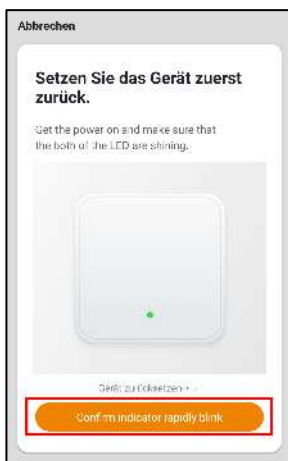 Abbrechen
Setzen Sie das Gerät zuerst
zurück.
Get the power on and make sure that
the both of the LED are shining.
Gerät zurücksetzen
Confirm indicator rapidly blink